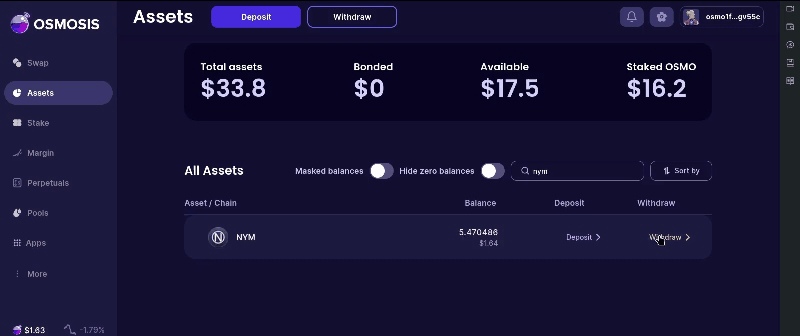 OSMOSIS
Assets
Deposit
Withdraw
osmo1f...gv55c
Swap
Assets
Stake
Margin
Perpetuals
Pools
Apps
More
$1.63
-1.79%
Total assets
$33.8
Bonded
$0
Available
$17.5
Staked OSMO
$16.2
All Assets
Masked balances
Hide zero balances
nym
Sort by
Asset / Chain
Balance
Deposit
Withdraw
NYM
5.470486
$1.64
Deposit
Withdraw